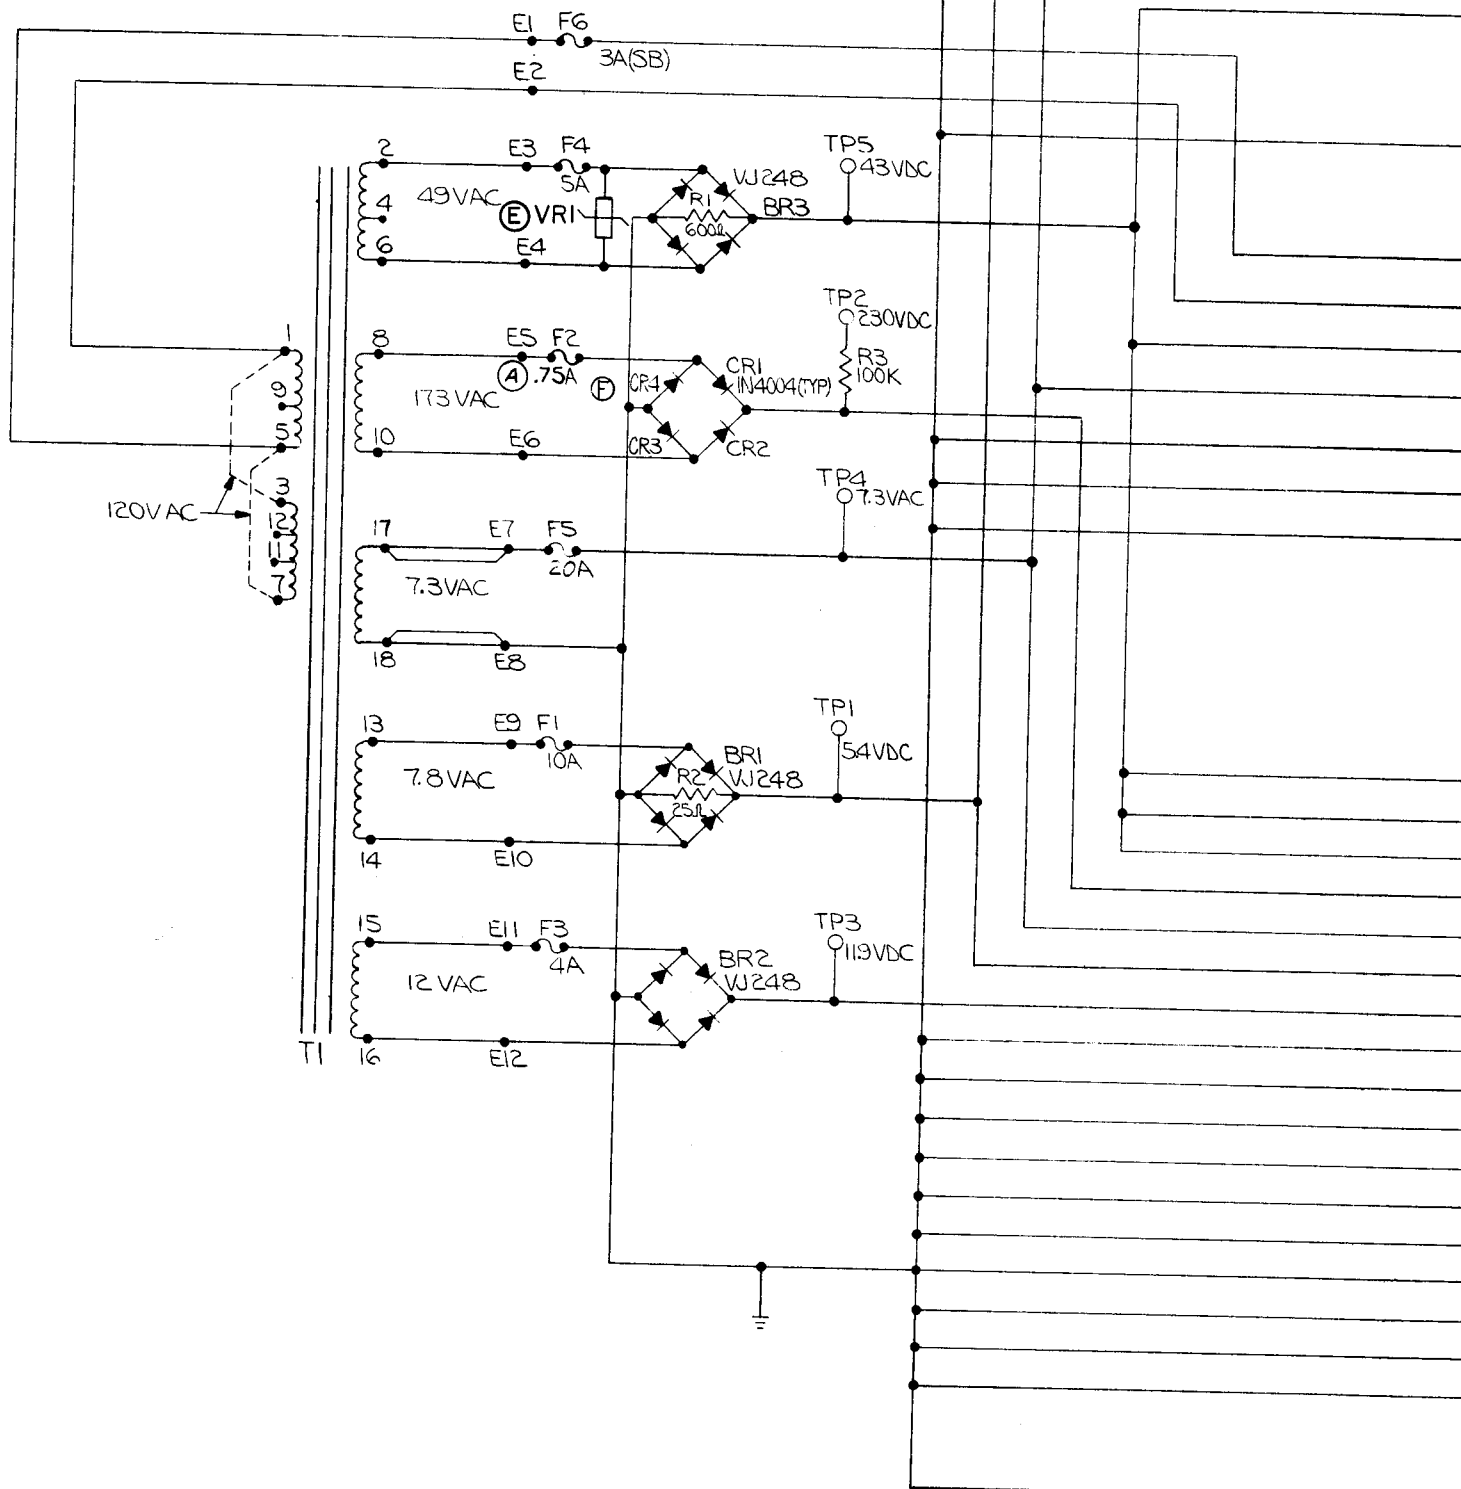 E1 F6
3A(SB)
E2
2
E3 F4
5A
TP5
43VDC
VJ248
BR3
4
49VAC
E VR1
R1
600Ω
6
E4
TP2
230VDC
1
8
E5 F2
A .75A
F
CR4
CR1
1N4004(TYP)
R3
100K
9
173VAC
5
10
E6
CR3
CR2
3
TP4
7.3VAC
120VAC
12
11
17
E7 F5
20A
7
7.3VAC
18
E8
TP1
54VDC
13
E9 F1
10A
BR1
VJ248
7.8VAC
R2
25Ω
14
E10
TP3
11.9VDC
15
E11 F3
4A
BR2
VJ248
12VAC
T1
16
E12